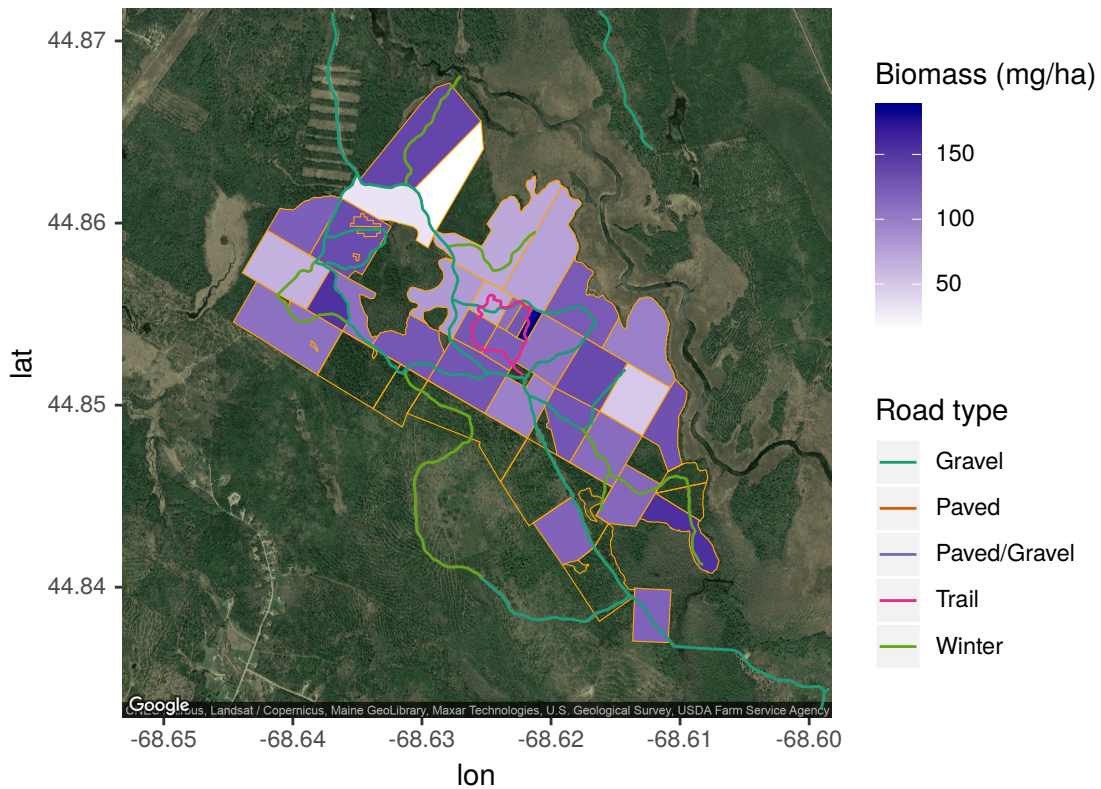 44.87
44.86
44.85
44.84
lat
-68.65
-68.64
-68.63
-68.62
-68.61
-68.60
lon
Google
Landsat / Copernicus, Maine GeoLibrary, Maxar Technologies, U.S. Geological Survey, USDA Farm Service Agency
Biomass (mg/ha)
150
100
50
Road type
Gravel
Paved
Paved/Gravel
Trail
Winter